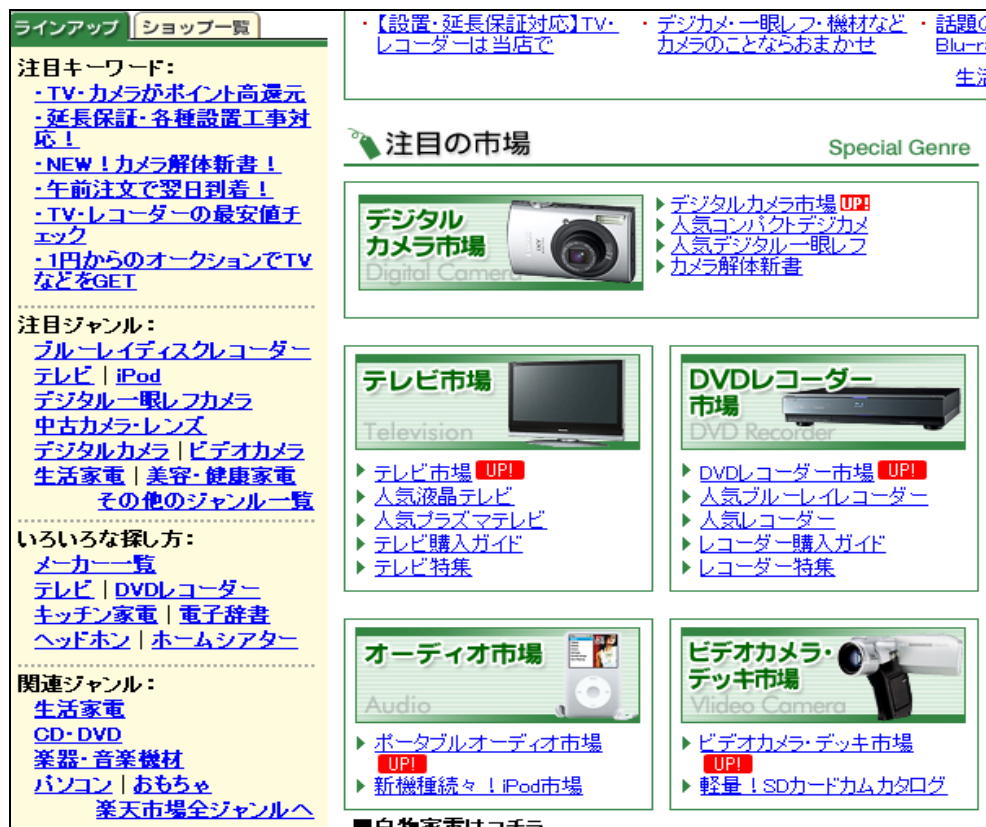 ラインアップ
ショップ一覧
注目キーワード：
・TV・カメラがポイント高還元
・延長保証・各種設置工事対
応！
・NEW！カメラ解体新書！
・午前注文で翌日到着！
・TV・レコーダーの最安値チ
ェック
・1円からのオークションでTV
などをGET
注目ジャンル：
ブルーレイディスクレコーダー
テレビ | iPod
デジタル一眼レフカメラ
中古カメラ・レンズ
デジタルカメラ | ビデオカメラ
生活家電 | 美容・健康家電
その他のジャンル一覧
いろいろな探し方：
メーカー一覧
テレビ | DVDレコーダー
キッチン家電 | 電子辞書
ヘッドホン | ホームシアター
関連ジャンル：
生活家電
CD・DVD
楽器・音楽機材
パソコン | おもちゃ
楽天市場全ジャンルへ
・【設置・延長保証対応】TV・
レコーダーは当店で
・デジカメ・一眼レフ・機材など
カメラのことならおまかせ
・話題の
Blu-r
生活
注目の市場
Special Genre
デジタル
カメラ市場
Digital Camera
デジタルカメラ市場 UP!
人気コンパクトデジカメ
人気デジタル一眼レフ
カメラ解体新書
テレビ市場
Television
テレビ市場 UP!
人気液晶テレビ
人気プラズマテレビ
テレビ購入ガイド
テレビ特集
DVDレコーダー
市場
DVD Recorder
DVDレコーダー市場 UP!
人気ブルーレイレコーダー
人気レコーダー
レコーダー購入ガイド
レコーダー特集
オーディオ市場
Audio
ポータブルオーディオ市場
UP!
新機種続々！iPod市場
ビデオカメラ・
デッキ市場
Viideo Camera
ビデオカメラ・デッキ市場
UP!
軽量！SDカードカムカタログ
■白物家電はコチラ